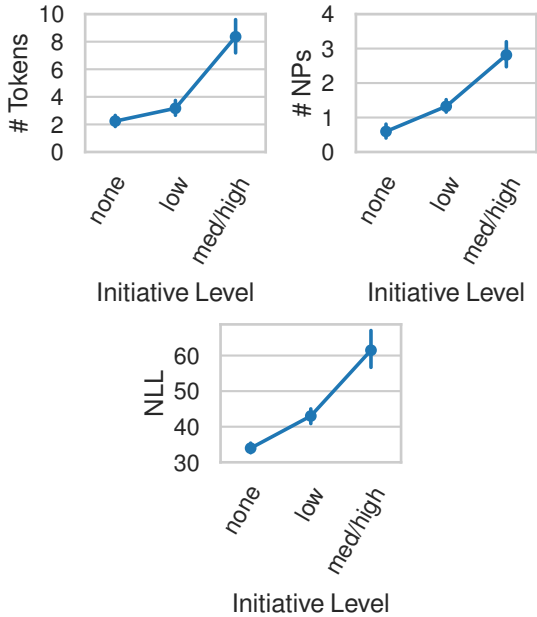 # Tokens
10
8
6
4
2
0
none
low
med/high
Initiative Level
# NPs
4
3
2
1
0
none
low
med/high
Initiative Level
NLL
60
50
40
30
none
low
med/high
Initiative Level